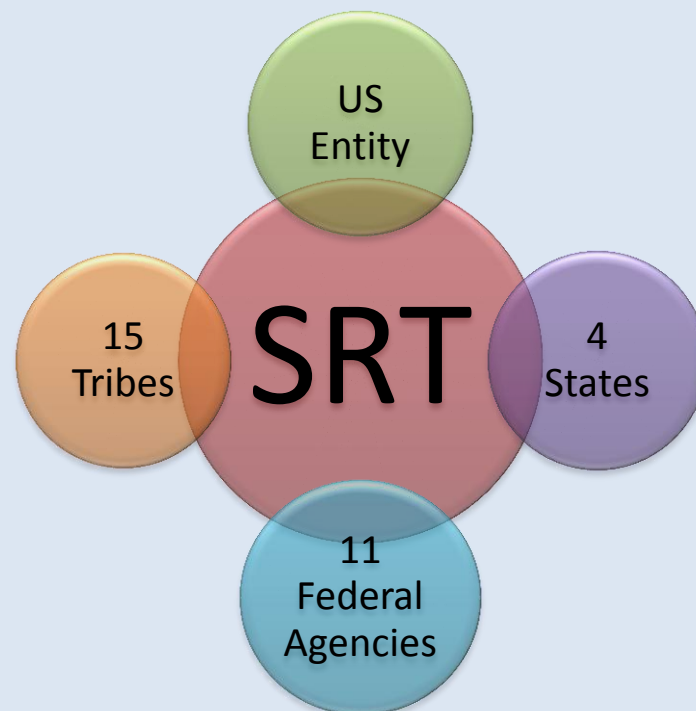 US
Entity
SRT
15
Tribes
4
States
11
Federal
Agencies